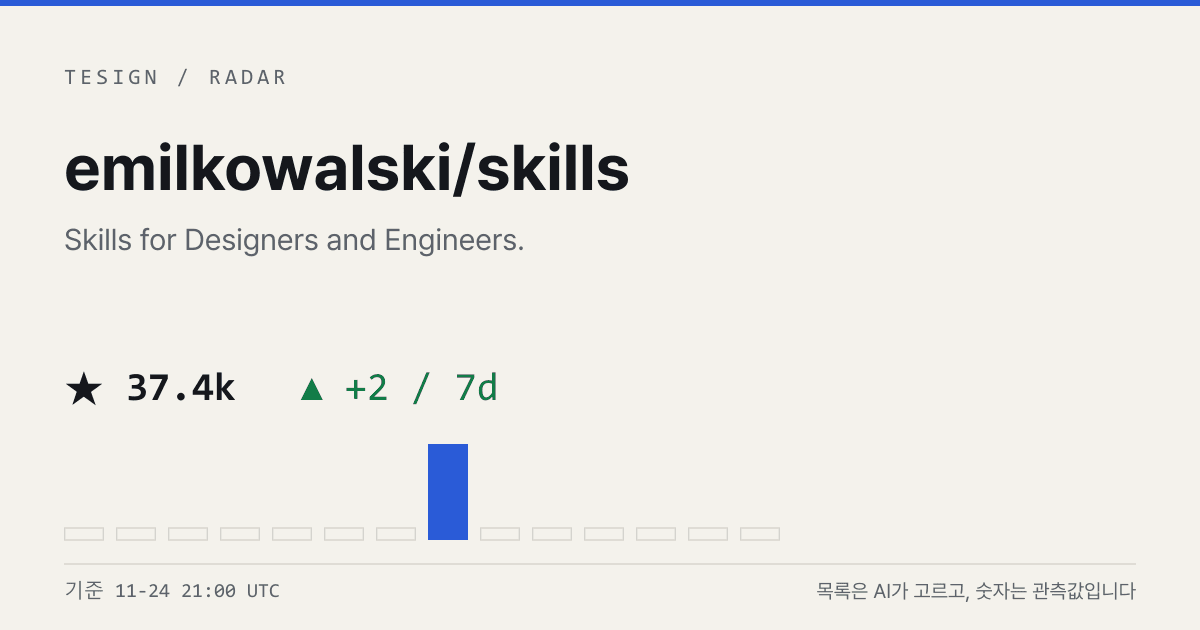 TESIGN / RADAR
emilkowalski/skills
Skills for Designers and Engineers.
★ 37.4k ▲ +2 / 7d
기준 11-24 21:00 UTC
목록은 AI가 고르고, 숫자는 관측값입니다